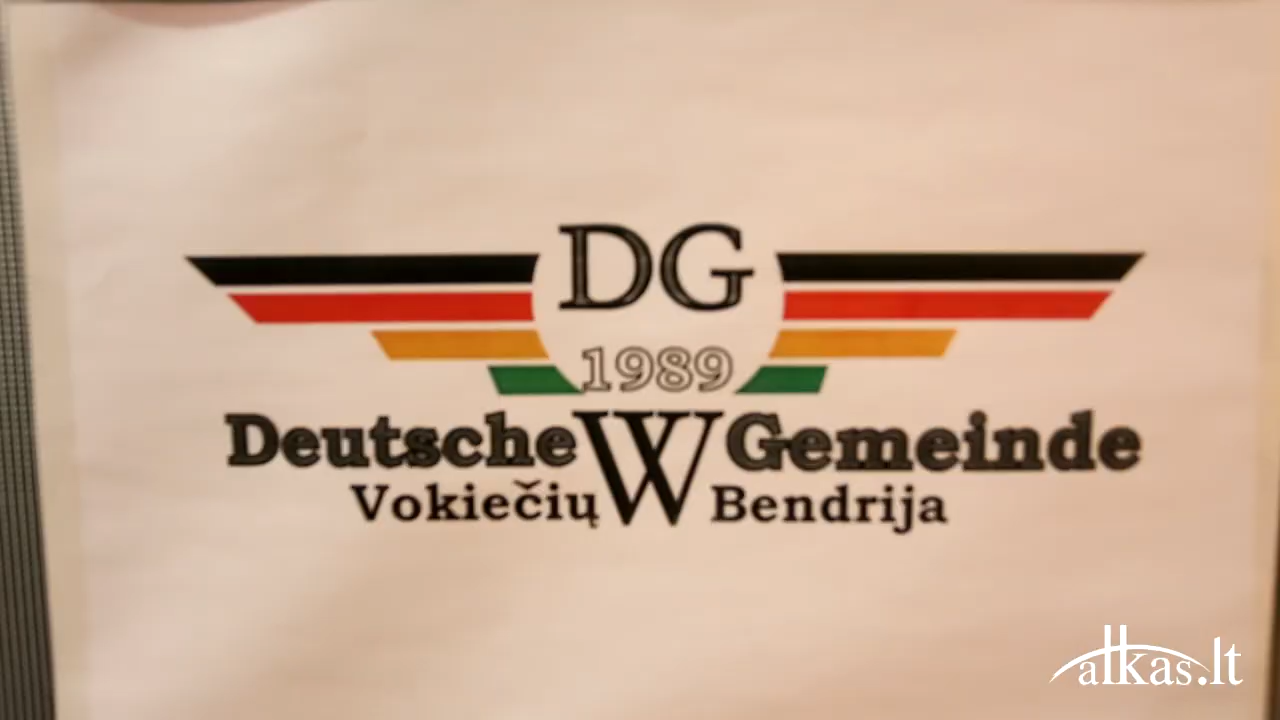 DG
1989
Deutsche W Gemeinde
Vokiečių Bendrija
alkas.lt